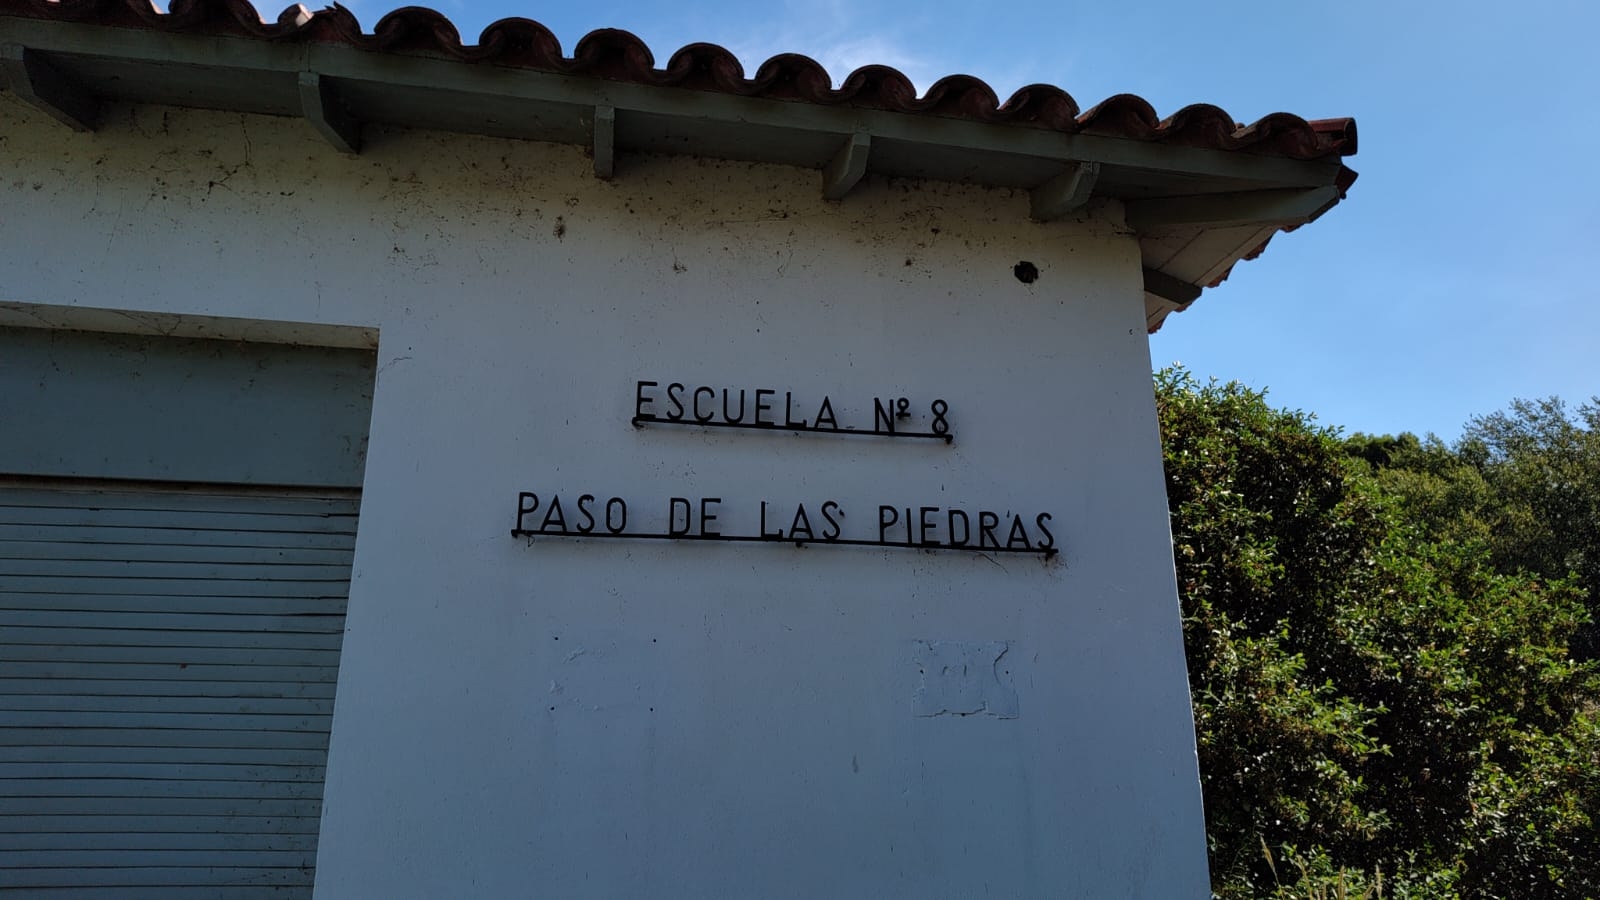 ESCUELA Nº 8
PASO DE LAS PIEDRAS